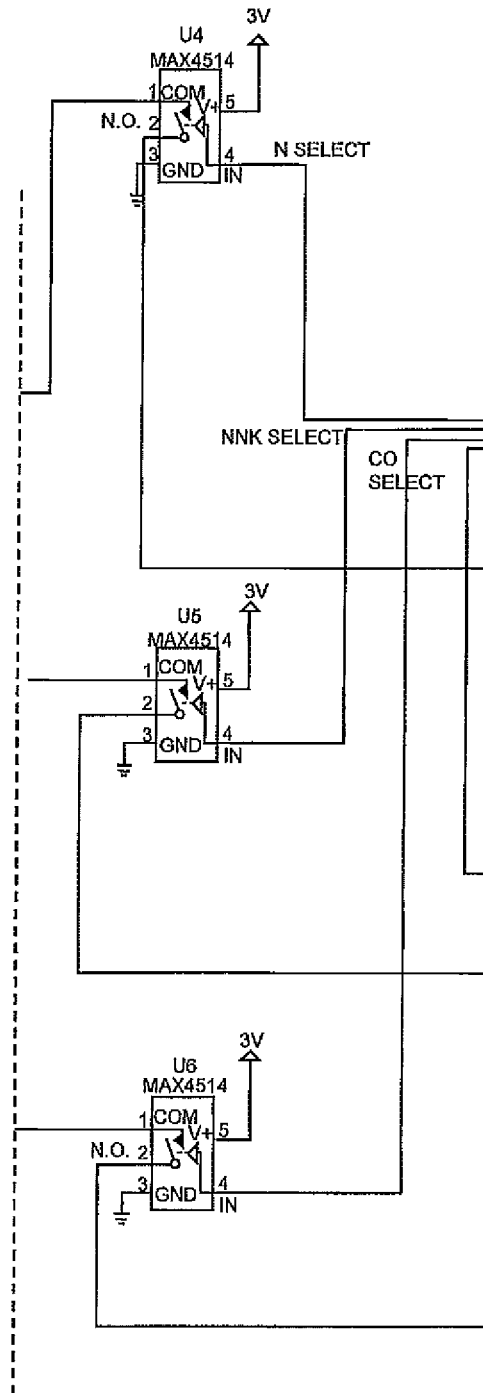 3V
U4
MAX4514
1 COM V+ 5
N.O. 2
3 GND 4 N SELECT
IN
NNK SELECT
CO
SELECT
3V
U5
MAX4514
1 COM V+ 5
2
3 GND 4
IN
3V
U6
MAX4514
1 COM V+ 5
N.O. 2
3 GND 4
IN